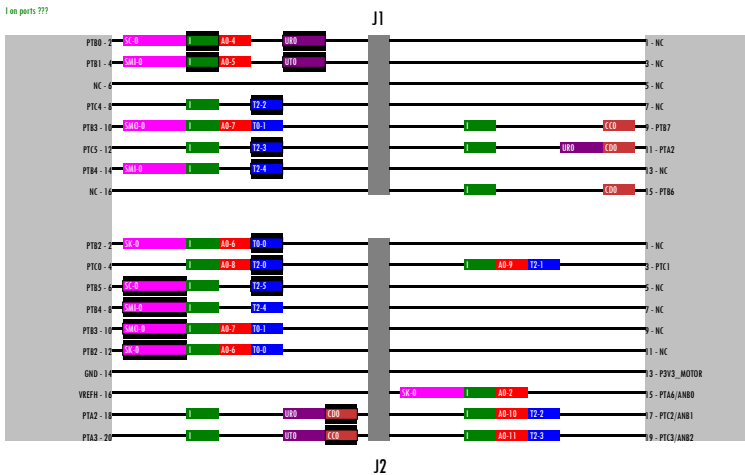 I on ports ???
J1
PTB0 - 2 SC-0 I A0-4 UR0 1 - NC
PTB1 - 4 SMI-0 I A0-5 UT0 3 - NC
NC - 6 5 - NC
PTC4 - 8 I T2-2 7 - NC
PTB3 - 10 SMO-0 I A0-7 T0-1 I CC0 9 - PTB7
PTC5 - 12 I T2-3 I UR0 CD0 11 - PTA2
PTB4 - 14 SMI-0 I T2-4 13 - NC
NC - 16 I CD0 15 - PTB6
PTB2 - 2 SK-0 I A0-6 T0-0 1 - NC
PTC0 - 4 I A0-8 T2-0 I A0-9 T2-1 3 - PTC1
PTB5 - 6 SC-0 I T2-5 5 - NC
PTB4 - 8 SMI-0 I T2-4 7 - NC
PTB3 - 10 SMO-0 I A0-7 T0-1 9 - NC
PTB2 - 12 SK-0 I A0-6 T0-0 11 - NC
GND - 14 13 - P3V3_MOTOR
VREFH - 16 SK-0 I A0-2 15 - PTA6/ANB0
PTA2 - 18 I UR0 CD0 I A0-10 T2-2 17 - PTC2/ANB1
PTA3 - 20 I UT0 CC0 I A0-11 T2-3 19 - PTC3/ANB2
J2